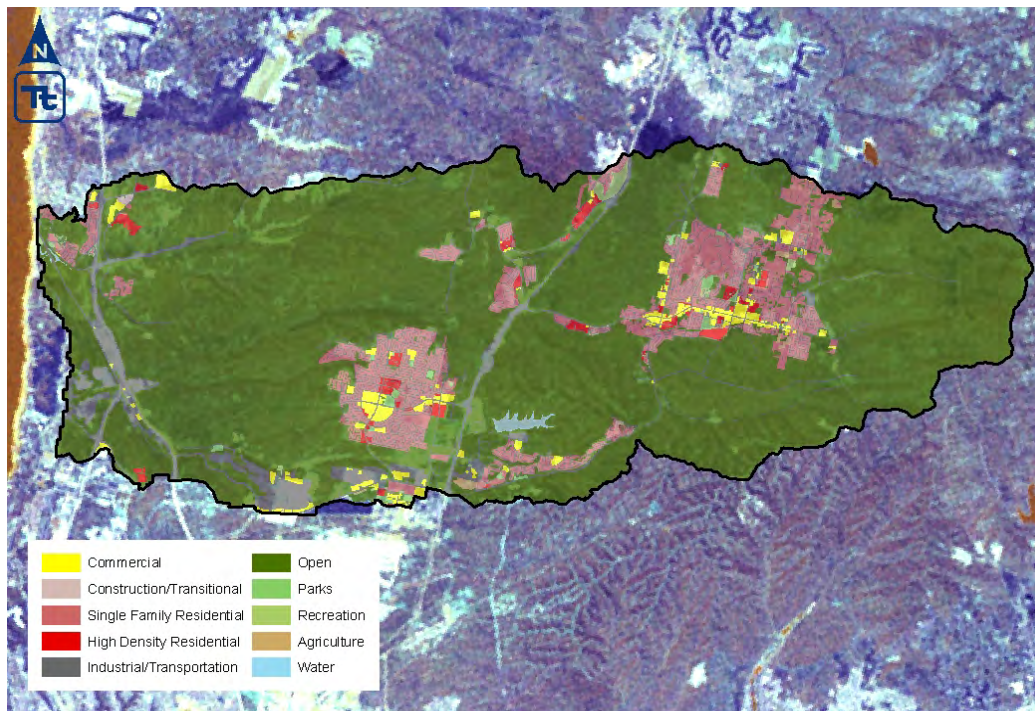 N
Tt
Commercial
Construction/Transitional
Single Family Residential
High Density Residential
Industrial/Transportation
Open
Parks
Recreation
Agriculture
Water